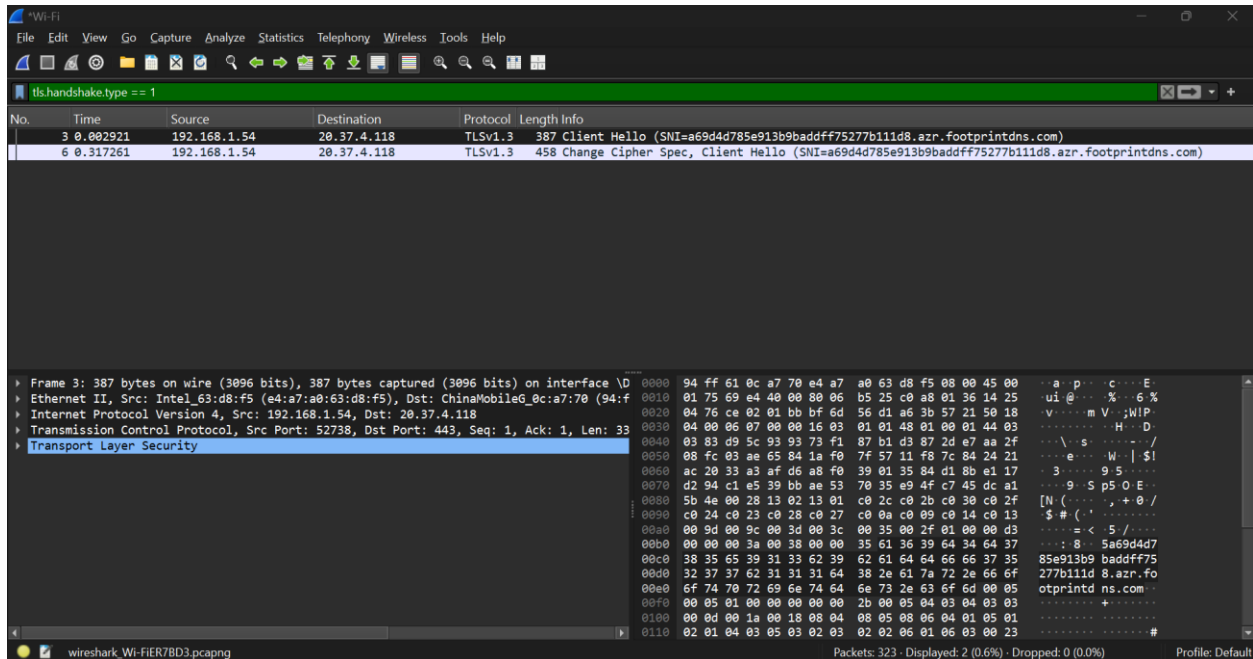 *Wi-Fi
File Edit View Go Capture Analyze Statistics Telephony Wireless Tools Help
tls.handshake.type == 1
No. Time Source Destination Protocol Length Info
3 0.002921 192.168.1.54 20.37.4.118 TLSv1.3 387 Client Hello (SNI=a69d4d785e913b9baddff75277b111d8.azr.footprintdns.com)
6 0.317261 192.168.1.54 20.37.4.118 TLSv1.3 458 Change Cipher Spec, Client Hello (SNI=a69d4d785e913b9baddff75277b111d8.azr.footprintdns.com)
Frame 3: 387 bytes on wire (3096 bits), 387 bytes captured (3096 bits) on interface \D
Ethernet II, Src: Intel_63:d8:f5 (e4:a7:a0:63:d8:f5), Dst: ChinaMobileG_0c:a7:70 (94:f
Internet Protocol Version 4, Src: 192.168.1.54, Dst: 20.37.4.118
Transmission Control Protocol, Src Port: 52738, Dst Port: 443, Seq: 1, Ack: 1, Len: 33
Transport Layer Security
0000 94 ff 61 0c a7 70 e4 a7 a0 63 d8 f5 08 00 45 00 ··a··p·· ·c····E·
0010 01 75 69 e4 40 00 80 06 b5 25 c0 a8 01 36 14 25 ·ui·@··· ·%···6·%
0020 04 76 ce 02 01 bb bf 6d 56 d1 a6 3b 57 21 50 18 ·v·····m V··;W!P·
0030 04 00 06 07 00 00 16 03 01 01 48 01 00 01 44 03 ········ ··H···D·
0040 03 83 d9 5c 93 93 73 f1 87 b1 d3 87 2d e7 aa 2f ···\··s· ····-··/
0050 08 fc 03 ae 65 84 1a f0 7f 57 11 f8 7c 84 24 21 ····e··· ·W··|·$!
0060 ac 20 33 a3 af d6 a8 f0 39 01 35 84 d1 8b e1 17 · 3····· 9·5·····
0070 d2 94 c1 e5 39 bb ae 53 70 35 e9 4f c7 45 dc a1 ····9··S p5·O·E··
0080 5b 4e 00 28 13 02 13 01 c0 2c c0 2b c0 30 c0 2f [N·(···· ·,·+·0·/
0090 c0 24 c0 23 c0 28 c0 27 c0 0a c0 09 c0 14 c0 13 ·$·#·(·' ········
00a0 00 9d 00 9c 00 3d 00 3c 00 35 00 2f 01 00 00 d3 ·····=·< ·5·/····
00b0 00 00 00 3a 00 38 00 00 35 61 36 39 64 34 64 37 ···:·8·· 5a69d4d7
00c0 38 35 65 39 31 33 62 39 62 61 64 64 66 66 37 35 85e913b9 baddff75
00d0 32 37 37 62 31 31 31 64 38 2e 61 7a 72 2e 66 6f 277b111d 8.azr.fo
00e0 6f 74 70 72 69 6e 74 64 6e 73 2e 63 6f 6d 00 05 otprintd ns.com··
00f0 00 05 01 00 00 00 00 00 2b 00 05 04 03 04 03 03 ········ +·······
0100 00 0d 00 1a 00 18 08 04 08 05 08 06 04 01 05 01 ········ ········
0110 02 01 04 03 05 03 02 03 02 02 06 01 06 03 00 23 ········ ·······#
wireshark_Wi-FiER7BD3.pcapng Packets: 323 · Displayed: 2 (0.6%) · Dropped: 0 (0.0%) Profile: Default